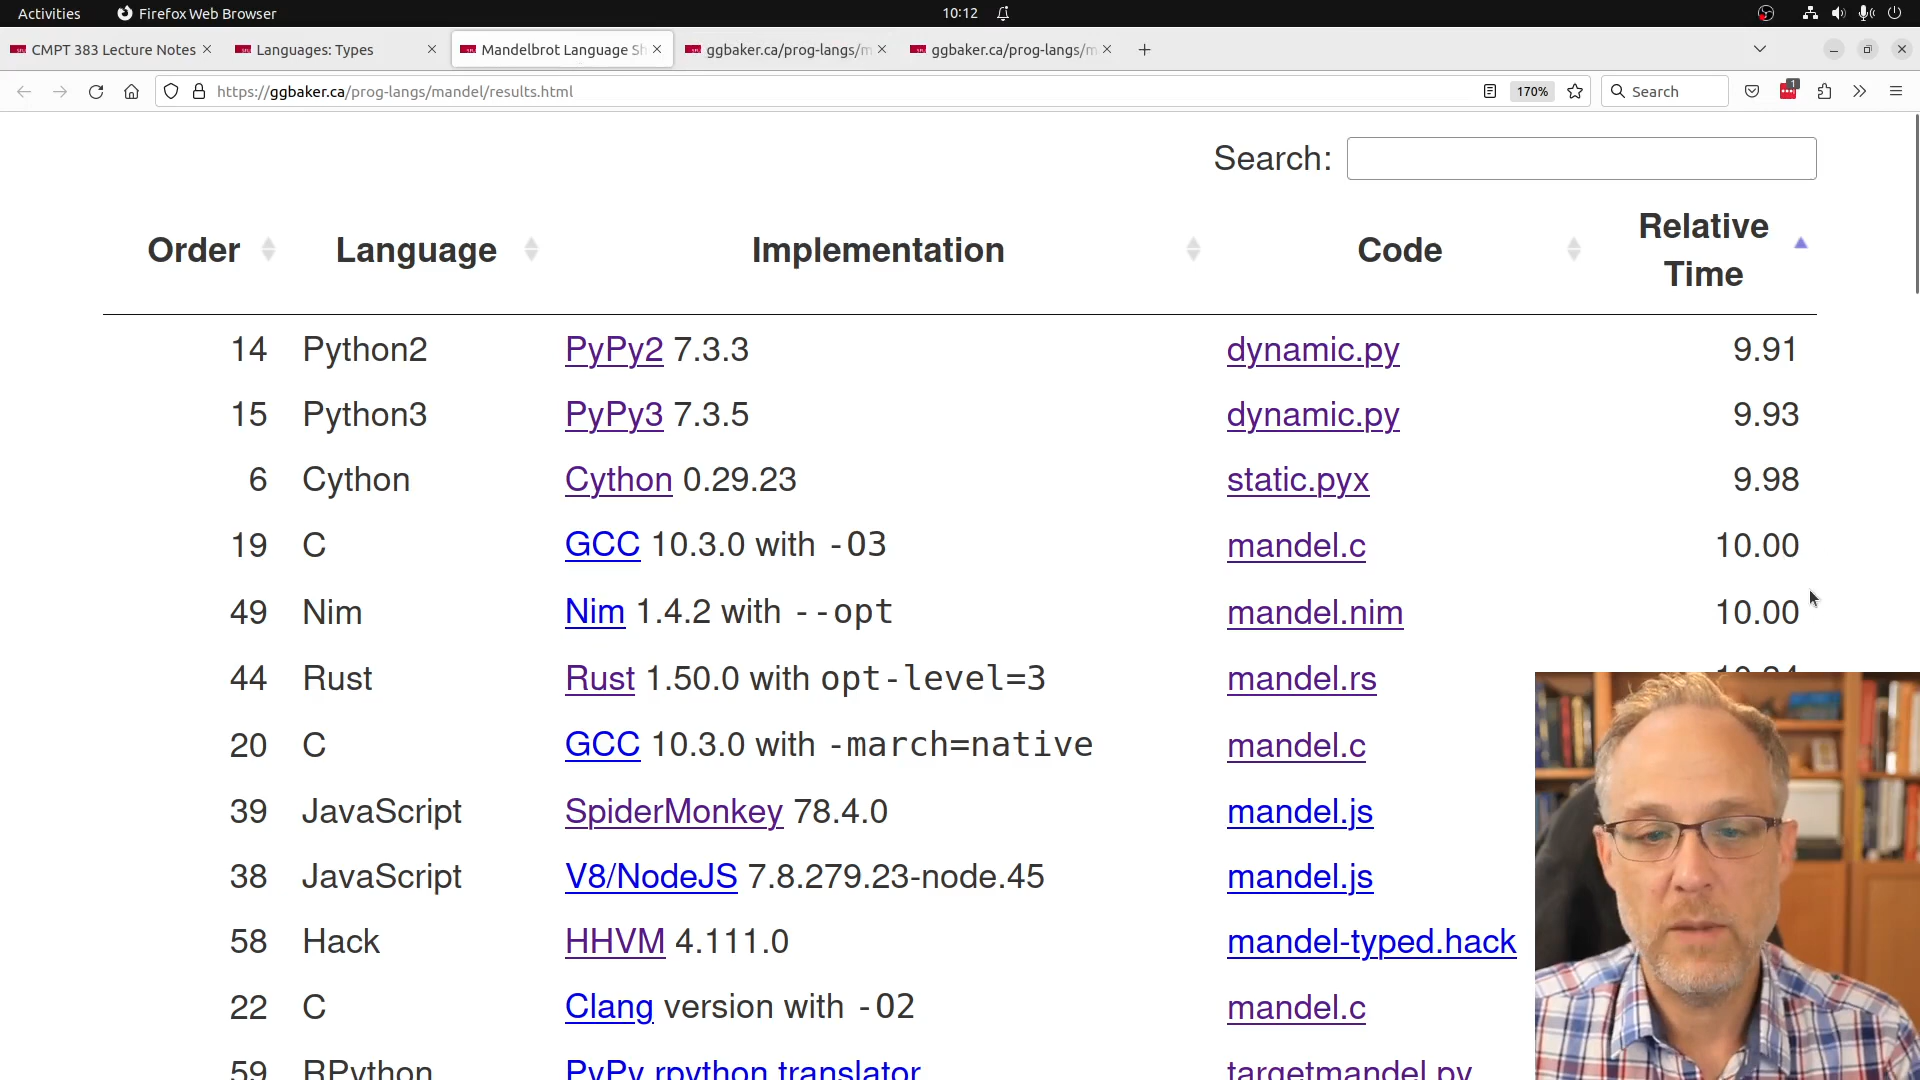 Activities Firefox Web Browser 10:12
CMPT 383 Lecture Notes Languages: Types Mandelbrot Language Sh ggbaker.ca/prog-langs/m ggbaker.ca/prog-langs/m
https://ggbaker.ca/prog-langs/mandel/results.html 170% Search 1
Search:
Order Language Implementation Code Relative Time
14 Python2 PyPy2 7.3.3 dynamic.py 9.91
15 Python3 PyPy3 7.3.5 dynamic.py 9.93
6 Cython Cython 0.29.23 static.pyx 9.98
19 C GCC 10.3.0 with -O3 mandel.c 10.00
49 Nim Nim 1.4.2 with --opt mandel.nim 10.00
44 Rust Rust 1.50.0 with opt-level=3 mandel.rs
20 C GCC 10.3.0 with -march=native mandel.c
39 JavaScript SpiderMonkey 78.4.0 mandel.js
38 JavaScript V8/NodeJS 7.8.279.23-node.45 mandel.js
58 Hack HHVM 4.111.0 mandel-typed.hack
22 C Clang version with -O2 mandel.c
59 RPython PyPy rpython translator targetmandel.py